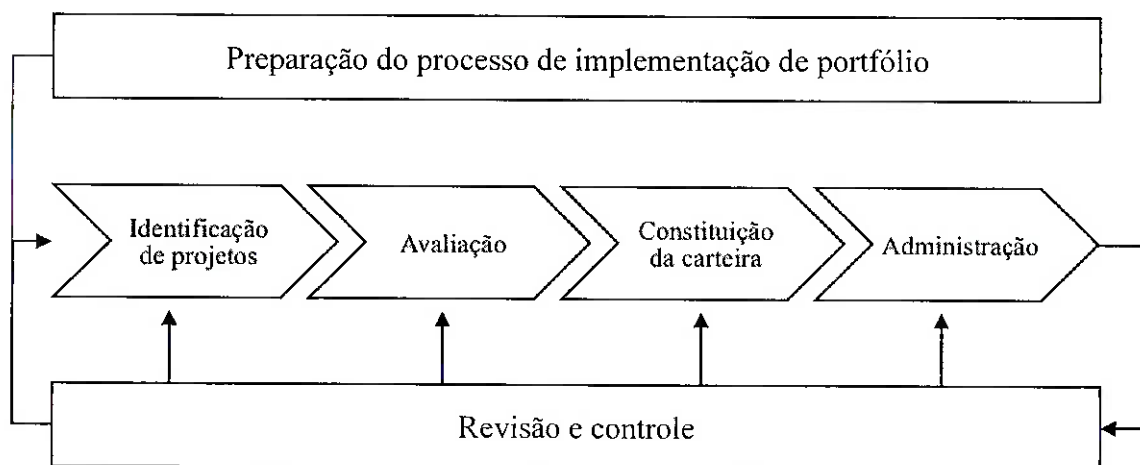 Preparação do processo de implementação de portfólio
Identificação
de projetos
Avaliação
Constituição
da carteira
Administração
Revisão e controle